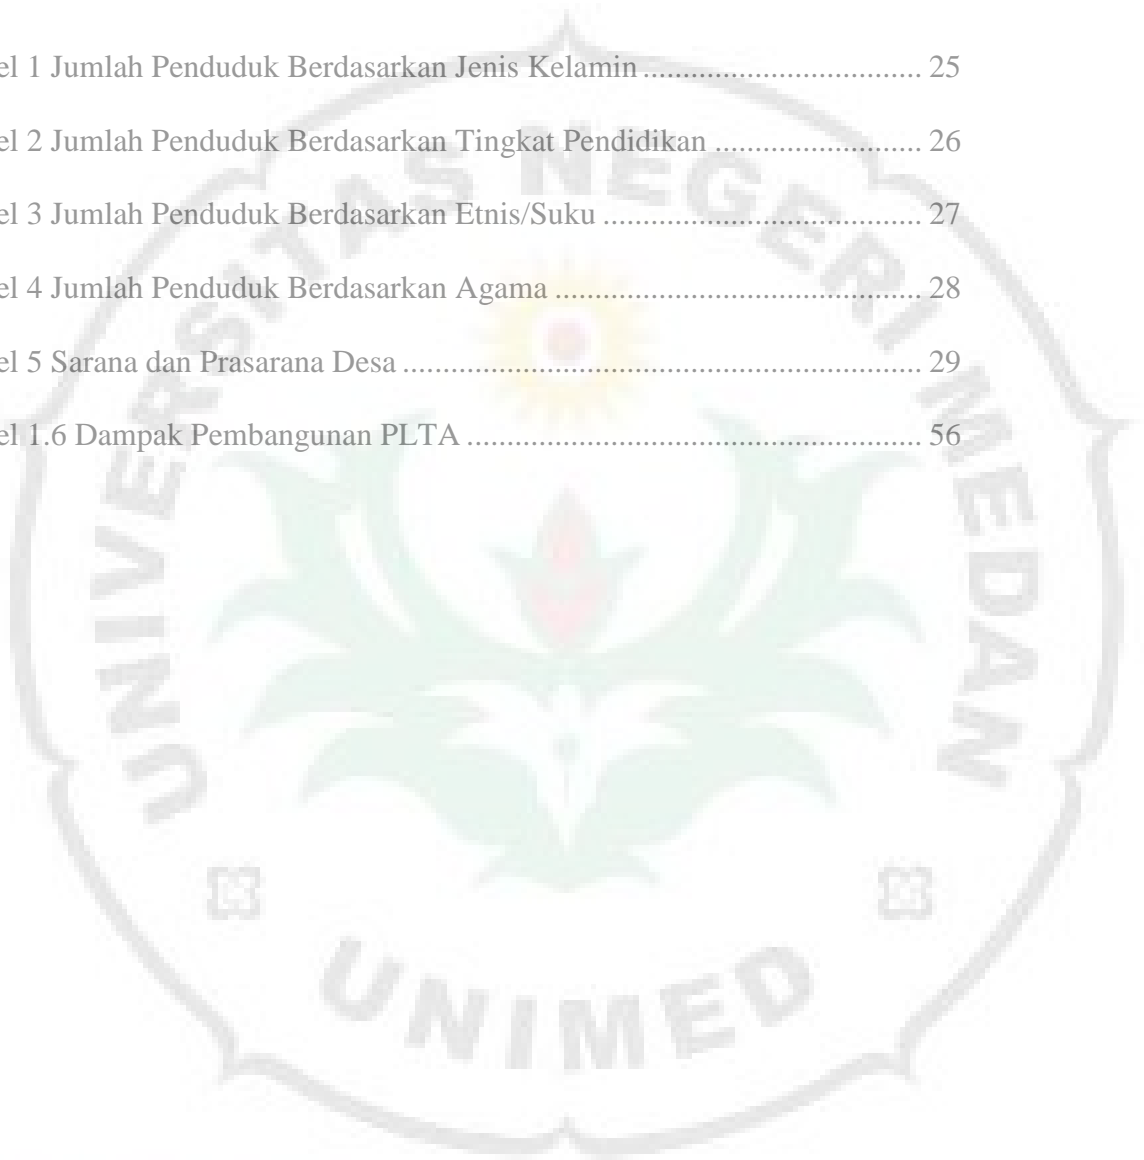 el 1 Jumlah Penduduk Berdasarkan Jenis Kelamin ................................... 25
el 2 Jumlah Penduduk Berdasarkan Tingkat Pendidikan .......................... 26
el 3 Jumlah Penduduk Berdasarkan Etnis/Suku ........................................ 27
el 4 Jumlah Penduduk Berdasarkan Agama .............................................. 28
el 5 Sarana dan Prasarana Desa ................................................................. 29
el 1.6 Dampak Pembangunan PLTA ......................................................... 56
UNIVERSITAS NEGERI MEDAN
UNIMED